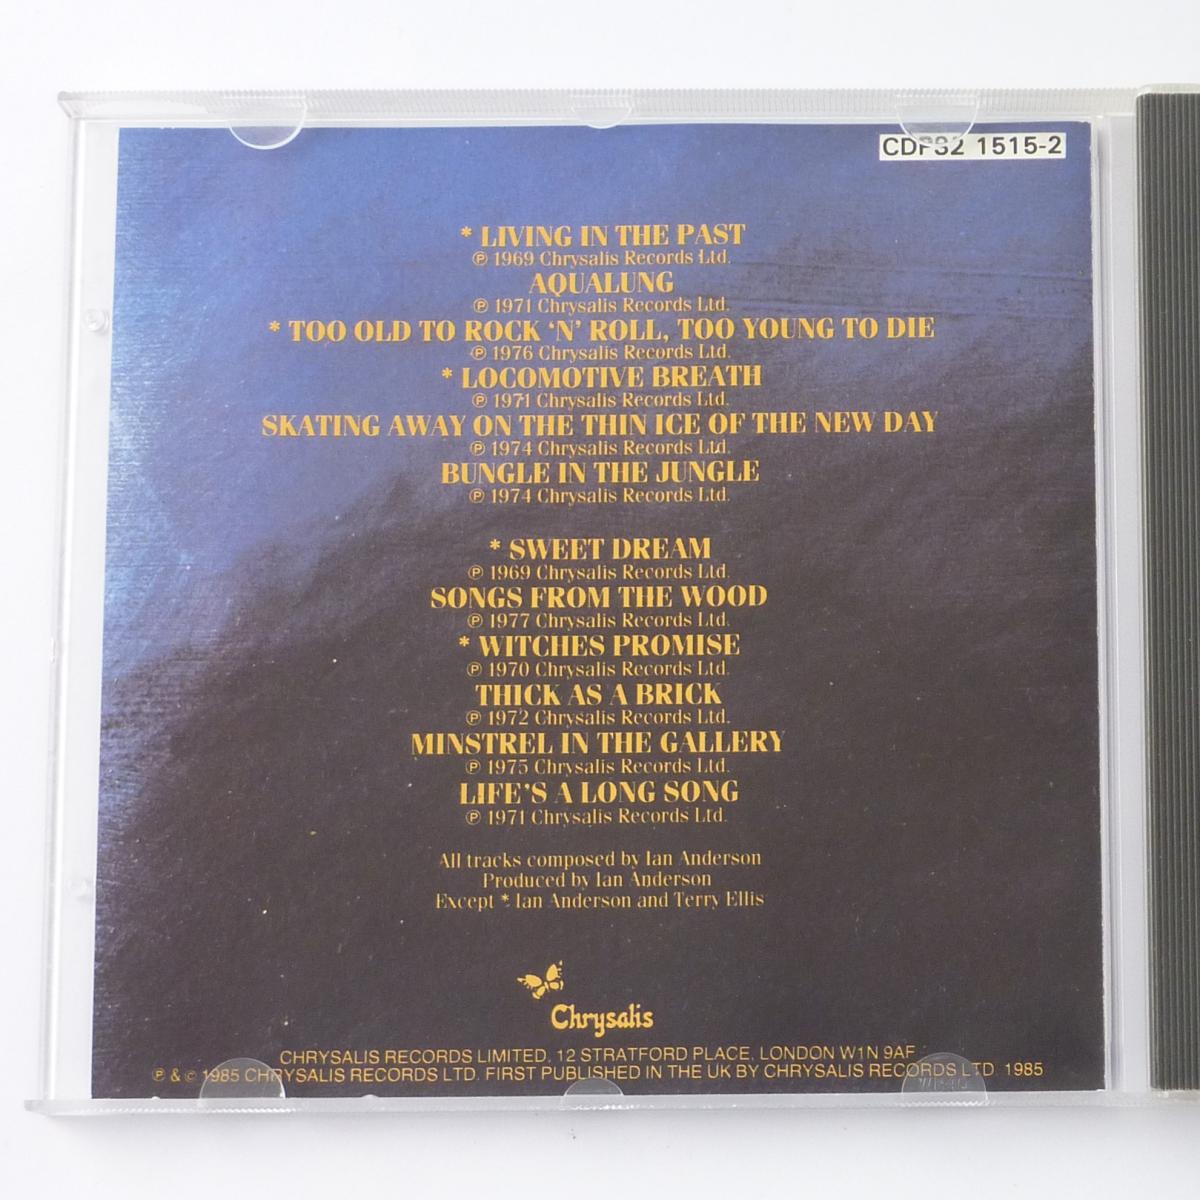 CDP32 1515-2
* LIVING IN THE PAST
℗ 1969 Chrysalis Records Ltd.
AQUALUNG
℗ 1971 Chrysalis Records Ltd.
* TOO OLD TO ROCK ‘N’ ROLL, TOO YOUNG TO DIE
℗ 1976 Chrysalis Records Ltd.
* LOCOMOTIVE BREATH
℗ 1971 Chrysalis Records Ltd.
SKATING AWAY ON THE THIN ICE OF THE NEW DAY
℗ 1974 Chrysalis Records Ltd.
BUNGLE IN THE JUNGLE
℗ 1974 Chrysalis Records Ltd.
* SWEET DREAM
℗ 1969 Chrysalis Records Ltd.
SONGS FROM THE WOOD
℗ 1977 Chrysalis Records Ltd.
* WITCHES PROMISE
℗ 1970 Chrysalis Records Ltd.
THICK AS A BRICK
℗ 1972 Chrysalis Records Ltd.
MINSTREL IN THE GALLERY
℗ 1975 Chrysalis Records Ltd.
LIFE'S A LONG SONG
℗ 1971 Chrysalis Records Ltd.
All tracks composed by Ian Anderson
Produced by Ian Anderson
Except * Ian Anderson and Terry Ellis
Chrysalis
CHRYSALIS RECORDS LIMITED, 12 STRATFORD PLACE, LONDON W1N 9AF
℗ & © 1985 CHRYSALIS RECORDS LTD. FIRST PUBLISHED IN THE UK BY CHRYSALIS RECORDS LTD. 1985